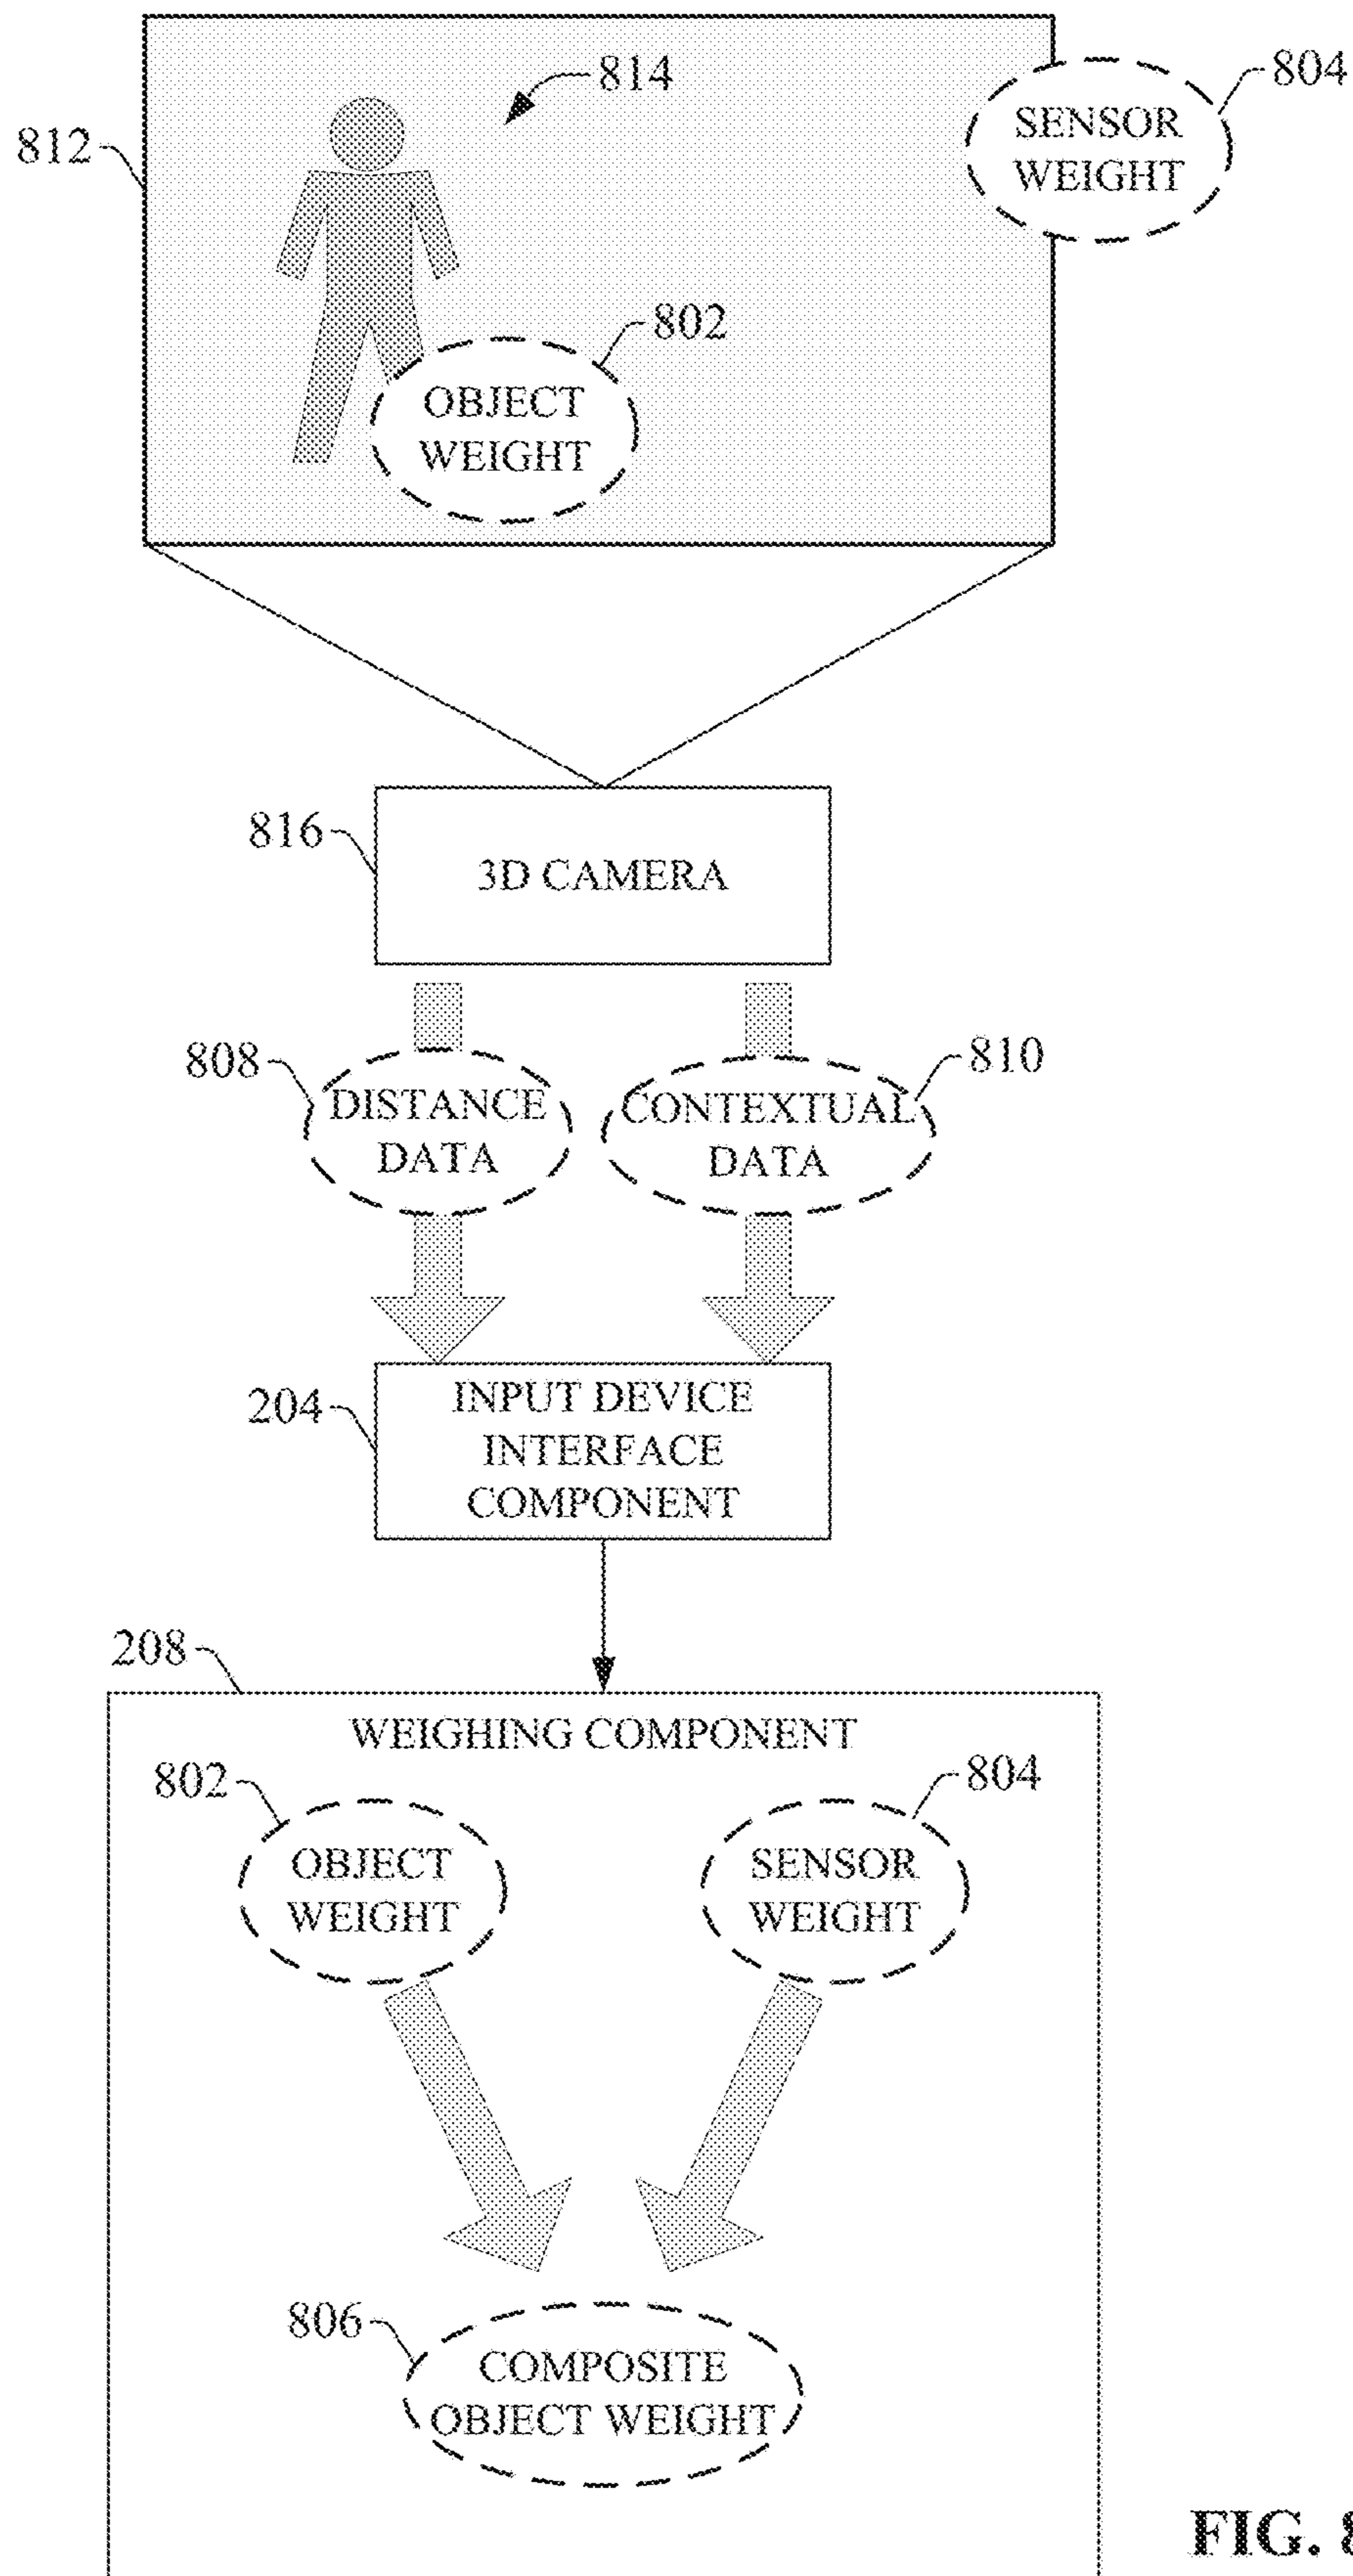 814
804
812
SENSOR
WEIGHT
802
OBJECT
WEIGHT
816
3D CAMERA
808
810
DISTANCE
DATA
CONTEXTUAL
DATA
204
INPUT DEVICE
INTERFACE
COMPONENT
208
WEIGHING COMPONENT
802
804
OBJECT
WEIGHT
SENSOR
WEIGHT
806
COMPOSITE
OBJECT WEIGHT
FIG. 8